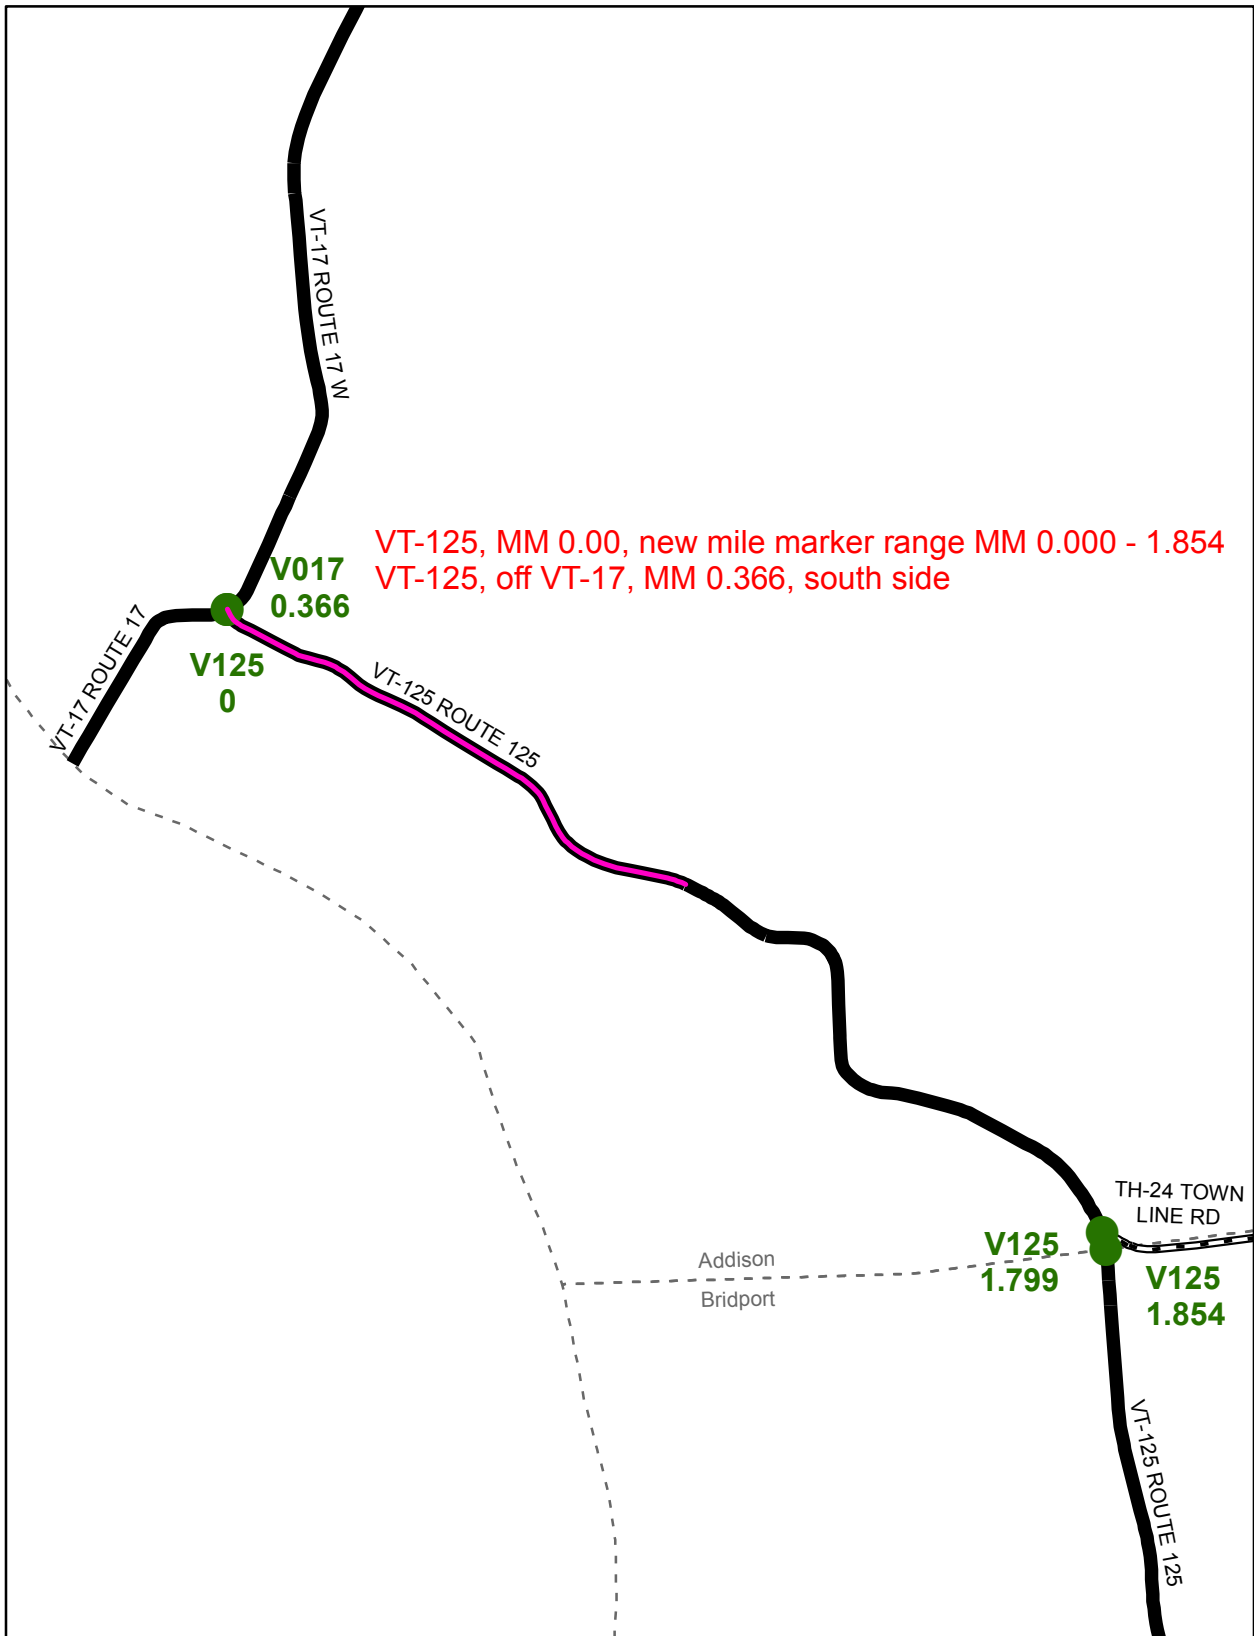 VT-17 ROUTE 17 W
VT-125, MM 0.00, new mile marker range MM 0.000 - 1.854
VT-125, off VT-17, MM 0.366, south side
V017
0.366
VT-17 ROUTE 17
V125
0
VT-125 ROUTE 125
TH-24 TOWN
LINE RD
V125
1.799
Addison
Bridport
V125
1.854
VT-125 ROUTE 125